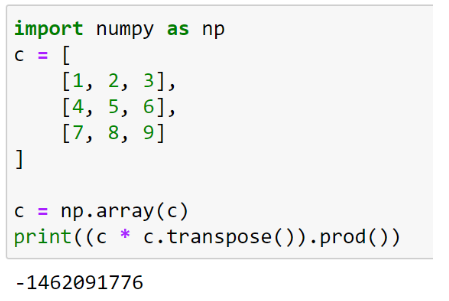 import numpy as np
c = [
    [1, 2, 3],
    [4, 5, 6],
    [7, 8, 9]
]

c = np.array(c)
print((c * c.transpose()).prod())
-1462091776